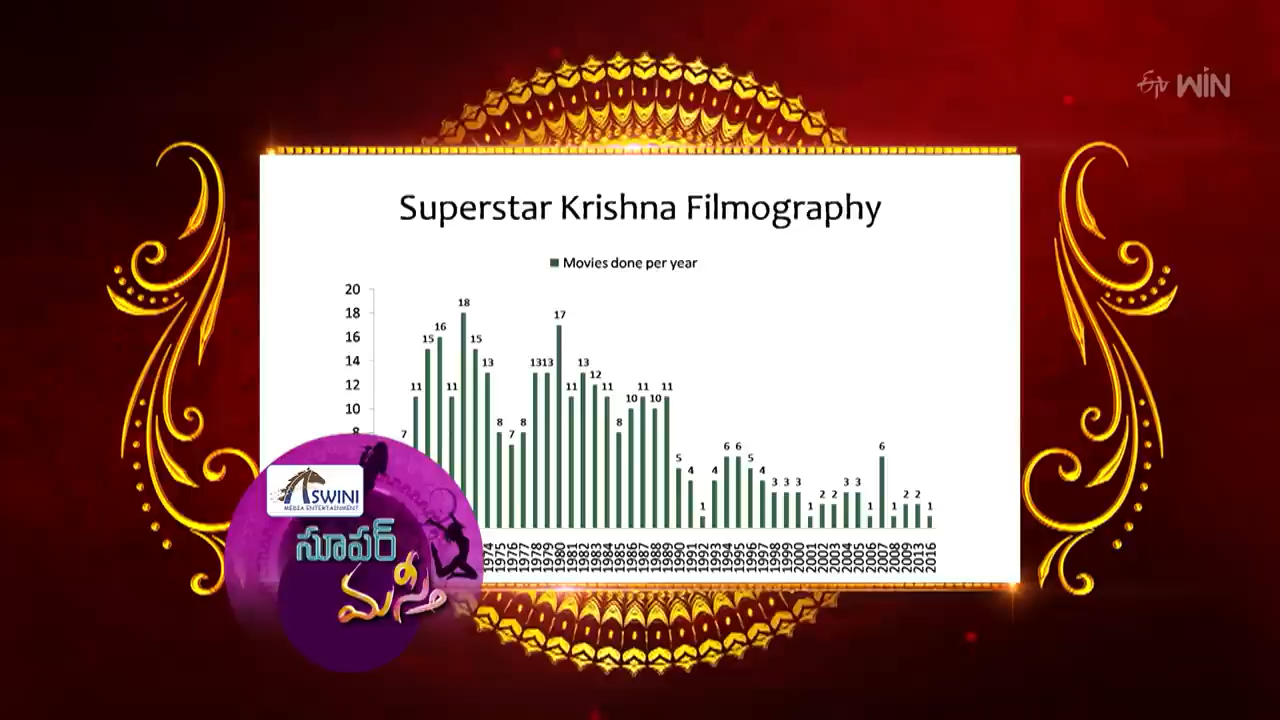 ఈటీవీ WIN
Superstar Krishna Filmography
Movies done per year
20
18
16
14
12
10
8
7 11 15 16 11 18 15 13 8 7 8 13 13 17 11 13 12 11 8 10 11 10 11 5 4 1 4 6 6 5 4 3 3 3 1 2 2 3 3 1 6 1 2 2 1
1974 1975 1976 1977 1978 1979 1980 1981 1982 1983 1984 1985 1986 1987 1988 1989 1990 1991 1992 1993 1994 1995 1996 1997 1998 1999 2000 2001 2002 2003 2004 2005 2006 2007 2008 2009 2013 2016
ASWINI
MEDIA ENTERTAINMENT
సూపర్
మస్తీ